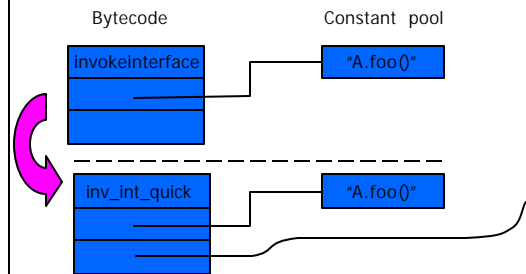 Bytecode
Constant pool
invokeinterface
“A.foo()”
inv_int_quick
“A.foo()”